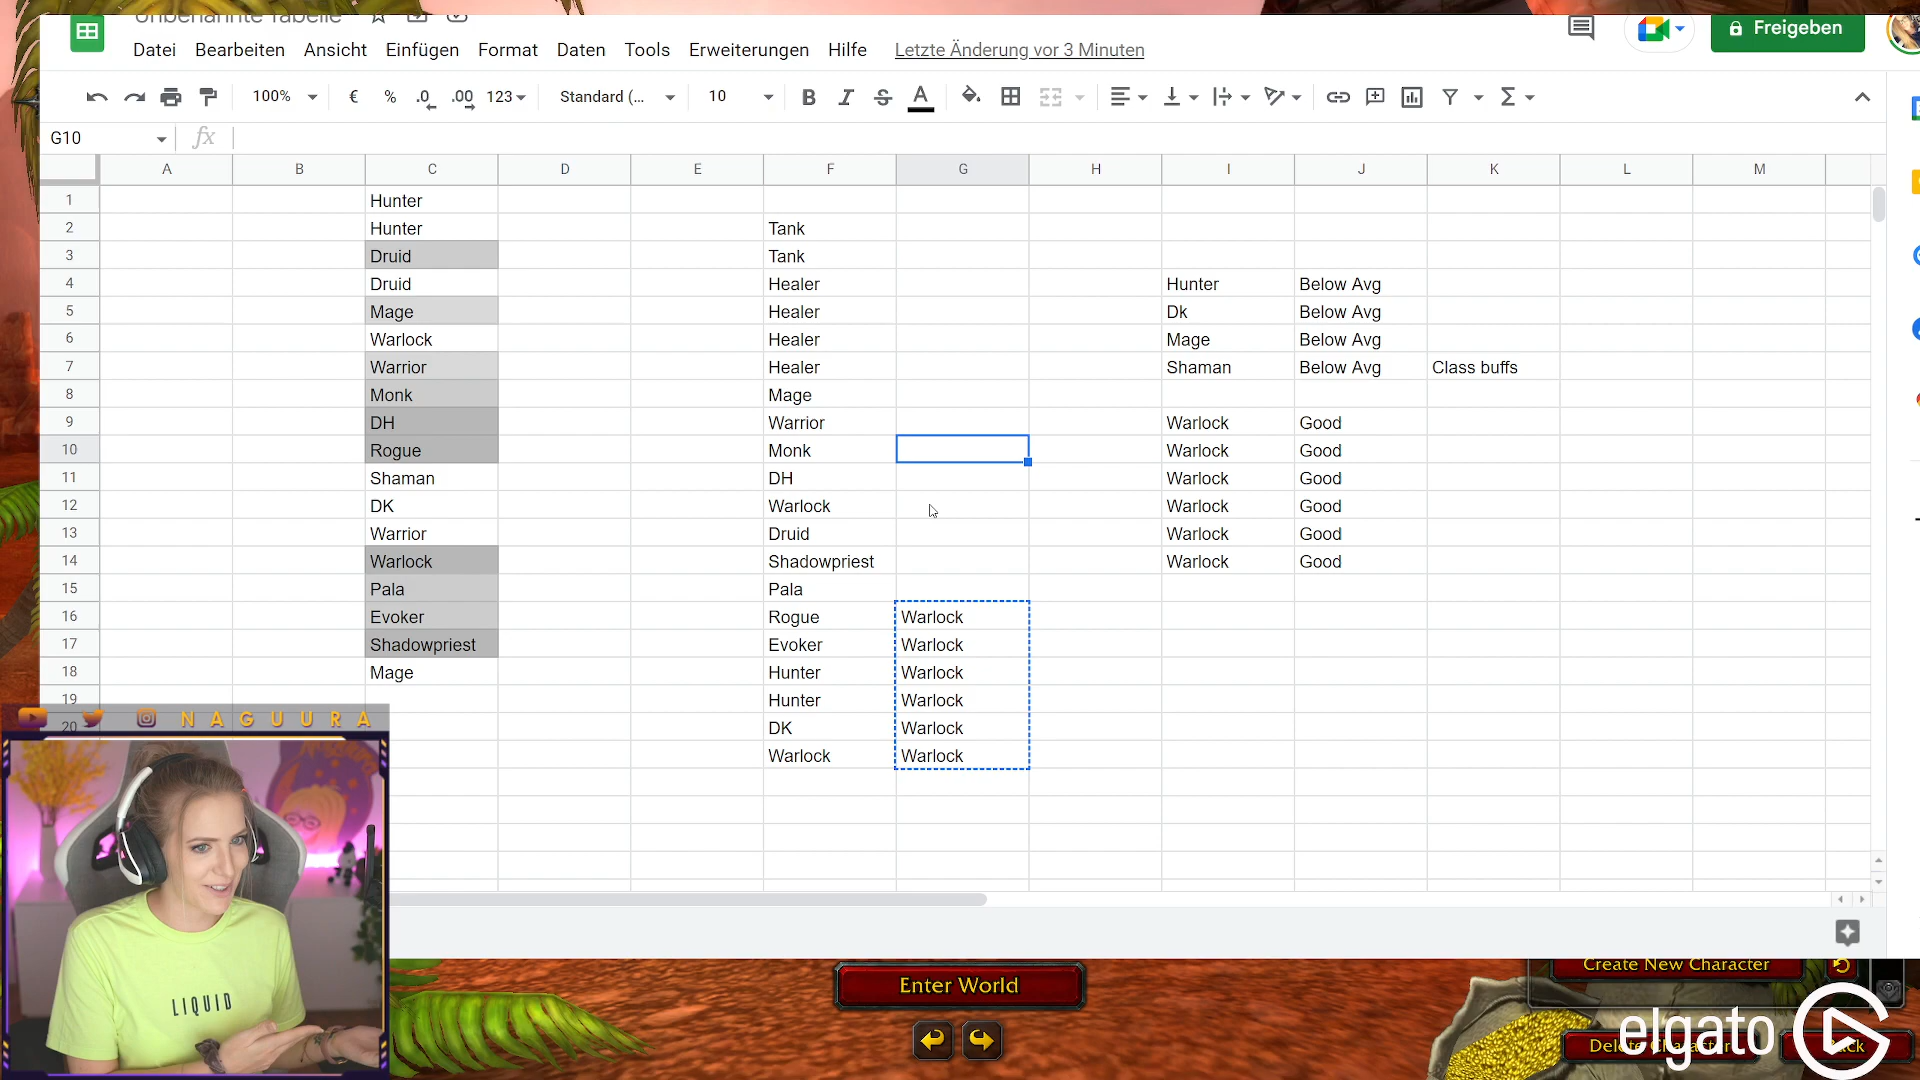 Unbenannte Tabelle
Datei Bearbeiten Ansicht Einfügen Format Daten Tools Erweiterungen Hilfe Letzte Änderung vor 3 Minuten
Freigeben
100% € % .0 .00 123 Standard (... 10 B I S A
G10 fx
A B C D E F G H I J K L M
1 Hunter
2 Hunter Tank
3 Druid Tank
4 Druid Healer Hunter Below Avg
5 Mage Healer Dk Below Avg
6 Warlock Healer Mage Below Avg
7 Warrior Healer Shaman Below Avg Class buffs
8 Monk Mage
9 DH Warrior Warlock Good
10 Rogue Monk Warlock Good
11 Shaman DH Warlock Good
12 DK Warlock Warlock Good
13 Warrior Druid Warlock Good
14 Warlock Shadowpriest Warlock Good
15 Pala Pala
16 Evoker Rogue Warlock
17 Shadowpriest Evoker Warlock
18 Mage Hunter Warlock
19 Hunter Warlock
20 DK Warlock
Warlock Warlock
NAGUURA
LIQUID
Enter World
Create New Character
elgato